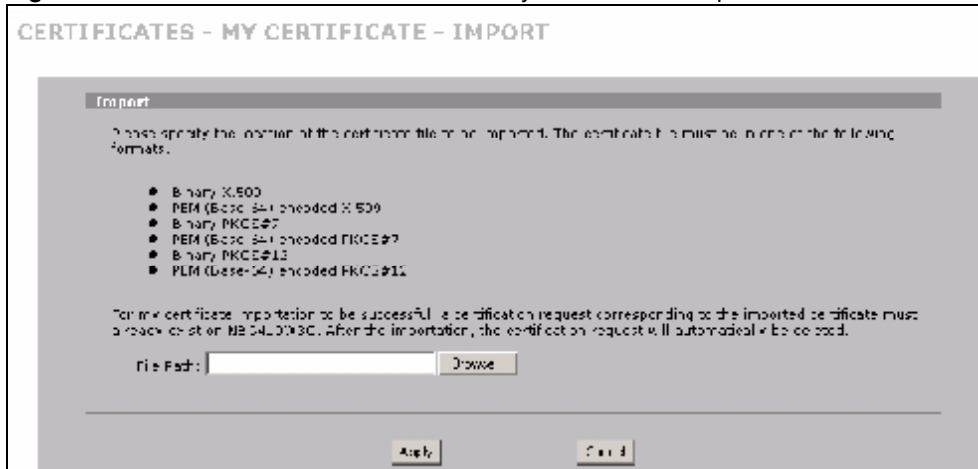 CERTIFICATES - MY CERTIFICATE - IMPORT
Import
Please specify the location of the certificate file to be imported. The certificate file must be in one of the following
formats.
Binary X.509
PEM (Base-64) encoded X.509
Binary PKCS#7
PEM (Base-64) encoded PKCS#7
Binary PKCS#12
PEM (Base-64) encoded PKCS#12
For my certificate importation to be successful, a certification request corresponding to the imported certificate must
already exist on. After the importation, the certification request will automatically be deleted.
File Path:
Browse...
Apply
Cancel